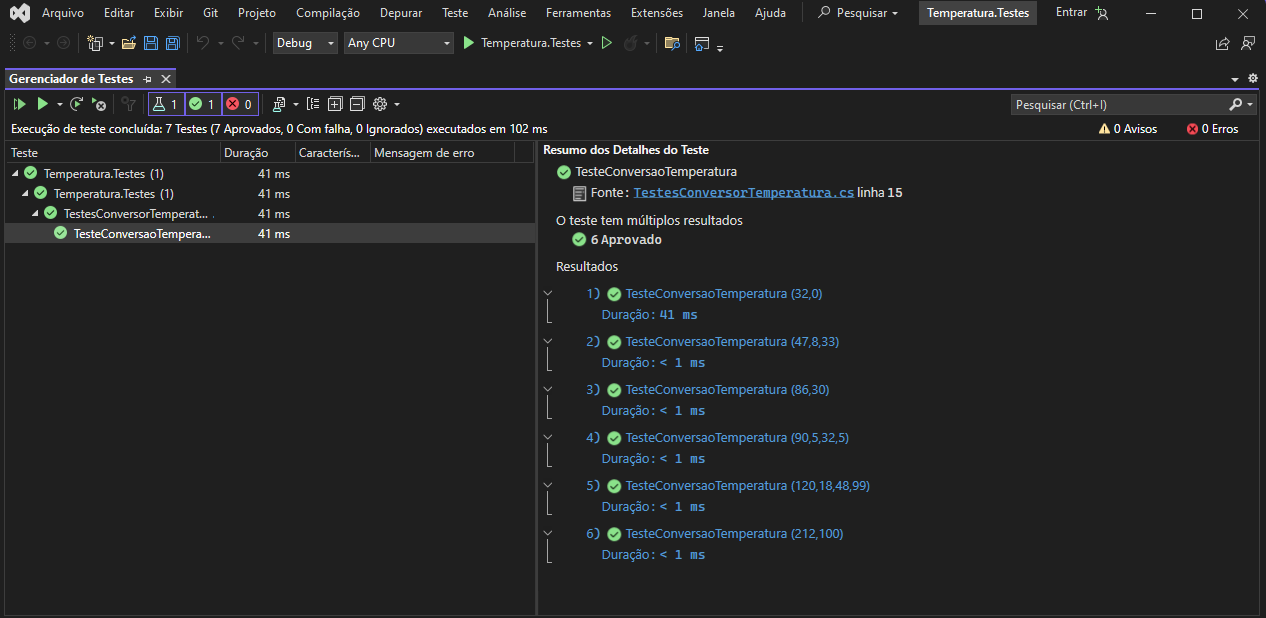 Arquivo Editar Exibir Git Projeto Compilação Depurar Teste Análise Ferramentas Extensões Janela Ajuda Pesquisar Temperatura.Testes Entrar
Debug Any CPU Temperatura.Testes
Gerenciador de Testes
1 1 0 Pesquisar (Ctrl+I)
Execução de teste concluída: 7 Testes (7 Aprovados, 0 Com falha, 0 Ignorados) executados em 102 ms 0 Avisos 0 Erros
Teste Duração Caracterís... Mensagem de erro
Temperatura.Testes (1) 41 ms
Temperatura.Testes (1) 41 ms
TestesConversorTemperat... 41 ms
TesteConversaoTempera... 41 ms
Resumo dos Detalhes do Teste
TesteConversaoTemperatura
Fonte: TestesConversorTemperatura.cs linha 15
O teste tem múltiplos resultados
6 Aprovado
Resultados
1) TesteConversaoTemperatura (32,0)
Duração: 41 ms
2) TesteConversaoTemperatura (47,8,33)
Duração: < 1 ms
3) TesteConversaoTemperatura (86,30)
Duração: < 1 ms
4) TesteConversaoTemperatura (90,5,32,5)
Duração: < 1 ms
5) TesteConversaoTemperatura (120,18,48,99)
Duração: < 1 ms
6) TesteConversaoTemperatura (212,100)
Duração: < 1 ms